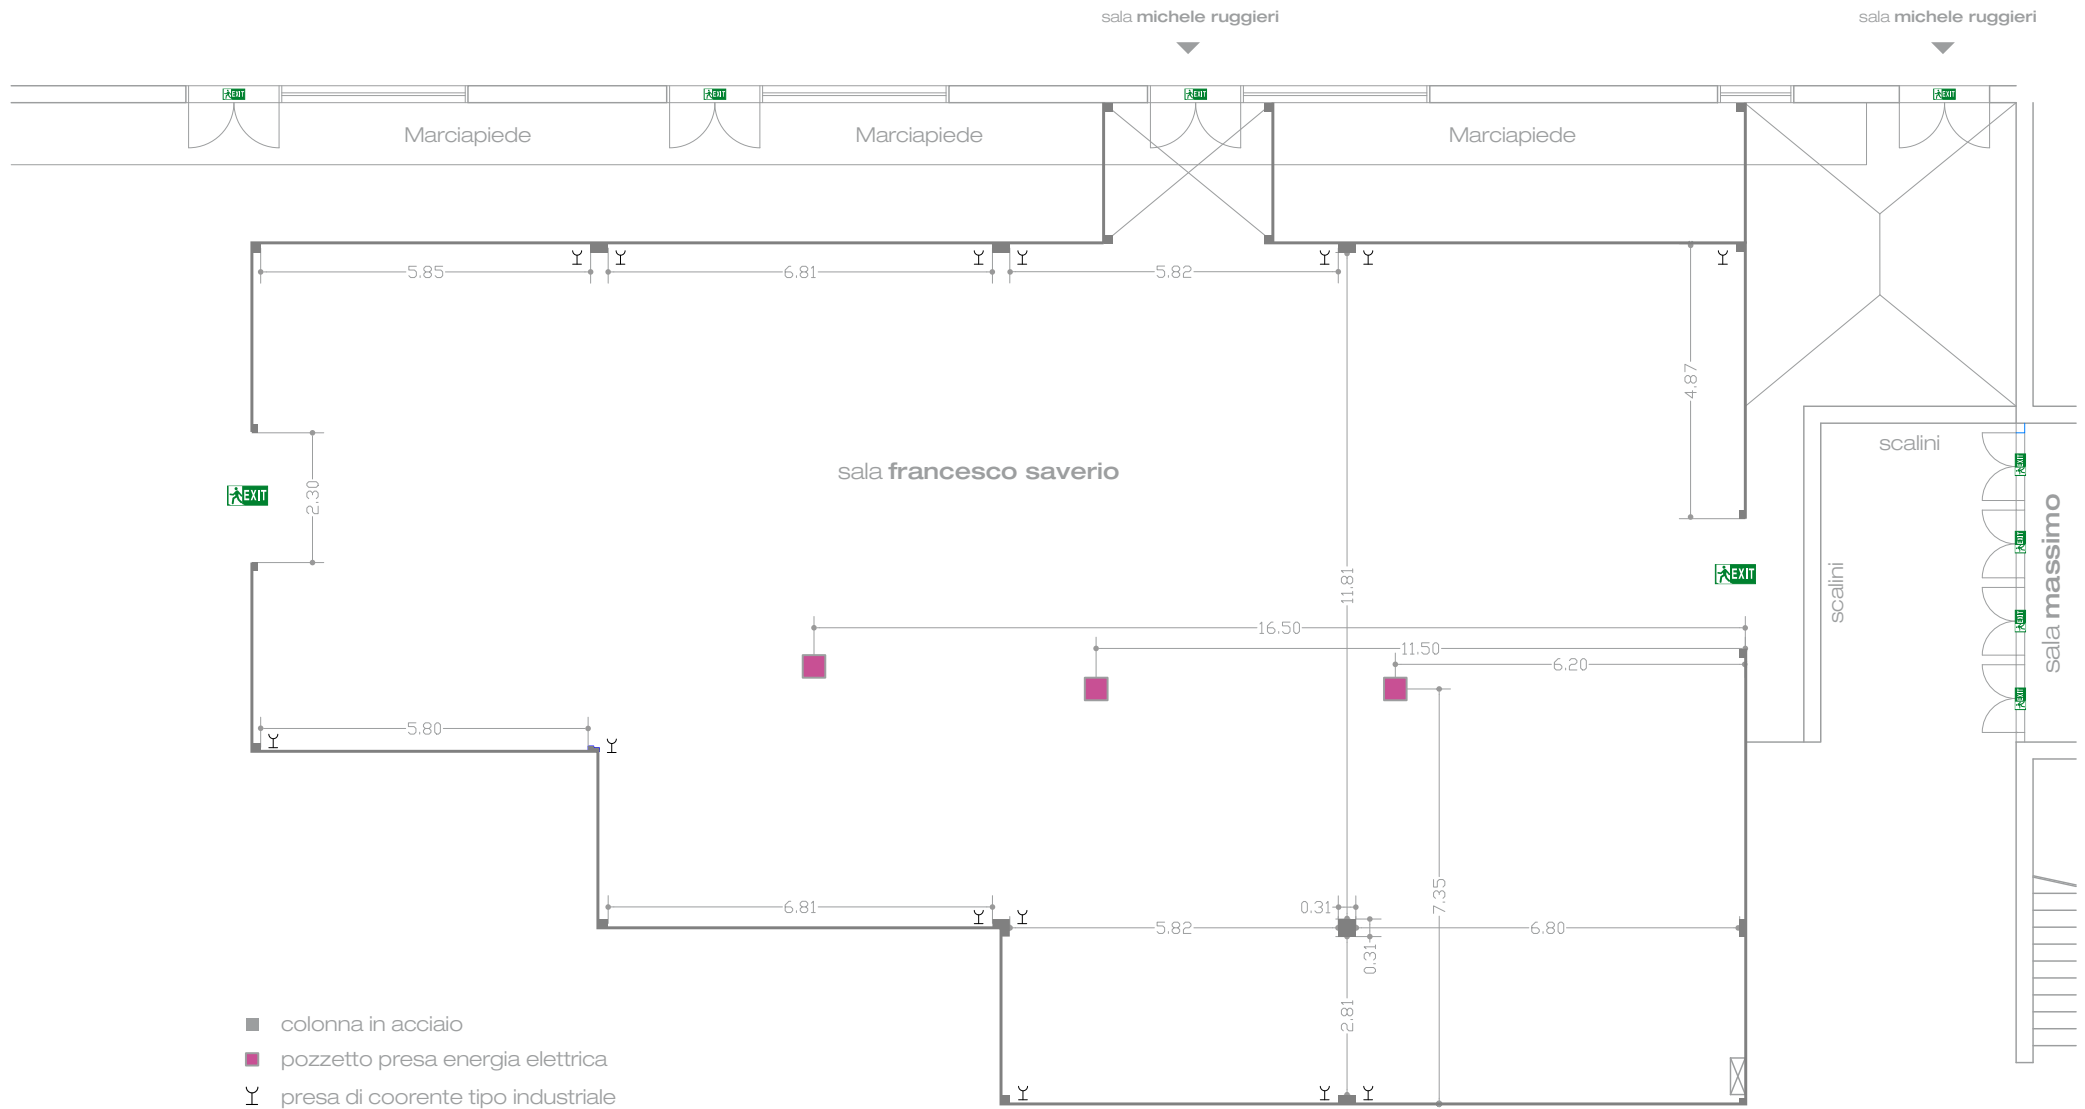 sala michele ruggieri
sala michele ruggieri
EXIT
EXIT
EXIT
EXIT
Marciapiede
Marciapiede
Marciapiede
5.85
6.81
5.82
4.87
scalini
sala francesco saverio
EXIT
2.30
EXIT
EXIT
EXIT
EXIT
EXIT
scalini
sala massimo
11.81
16.50
11.50
6.20
5.80
6.81
0.31
7.35
5.82
6.80
0.31
2.81
colonna in acciaio
pozzetto presa energia elettrica
presa di coorente tipo industriale